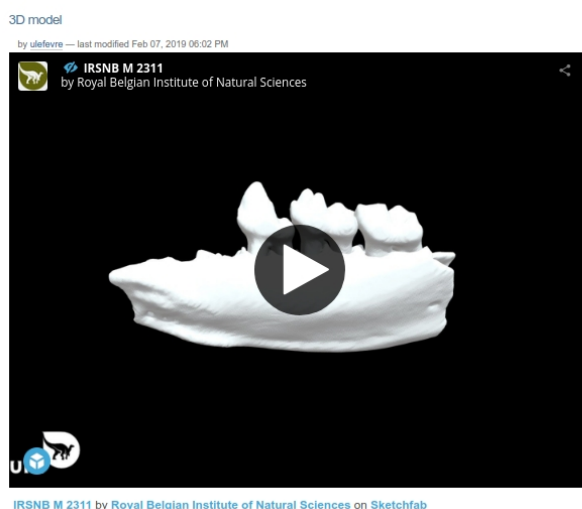 3D model
by ulefevre — last modified Feb 07, 2019 06:02 PM
IRSNB M 2311
by Royal Belgian Institute of Natural Sciences
IRSNB M 2311 by Royal Belgian Institute of Natural Sciences on Sketchfab